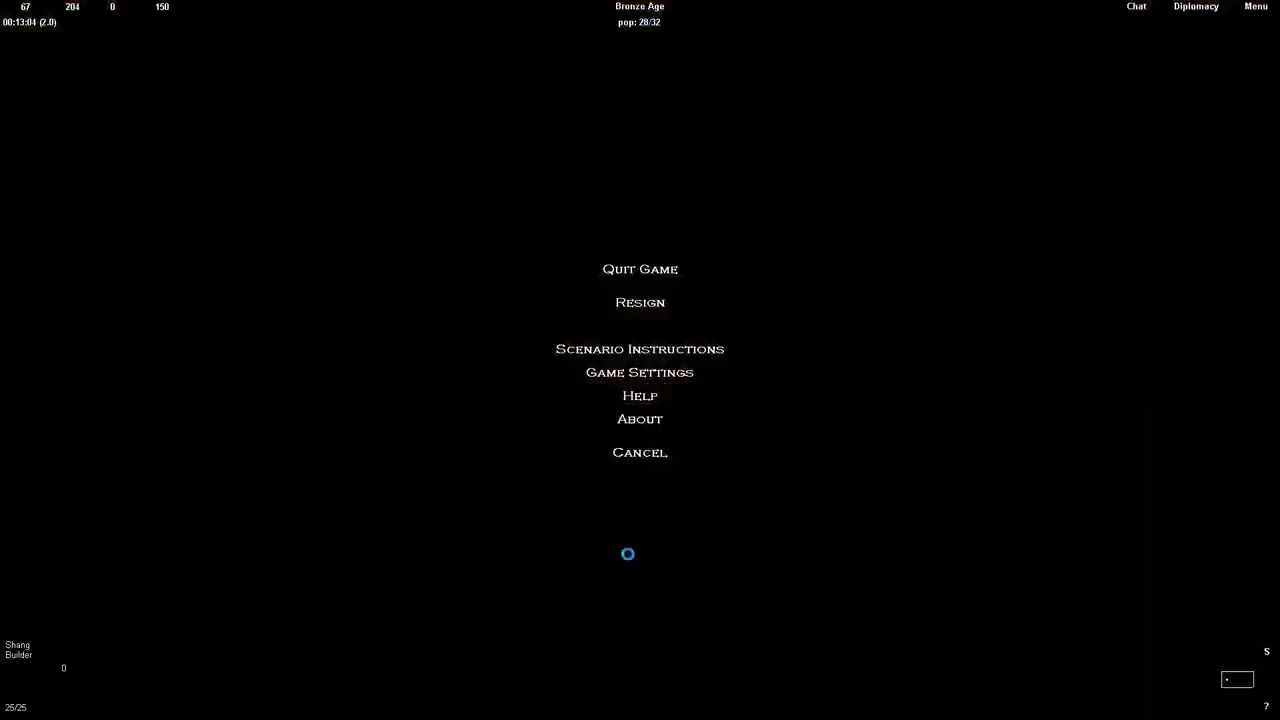 67 204 0 150 Bronze Age Chat Diplomacy Menu
00:13:04 (2.0) pop: 28/32
Quit Game
Resign
Scenario Instructions
Game Settings
Help
About
Cancel
Shang
Builder
0
S
25/25
?